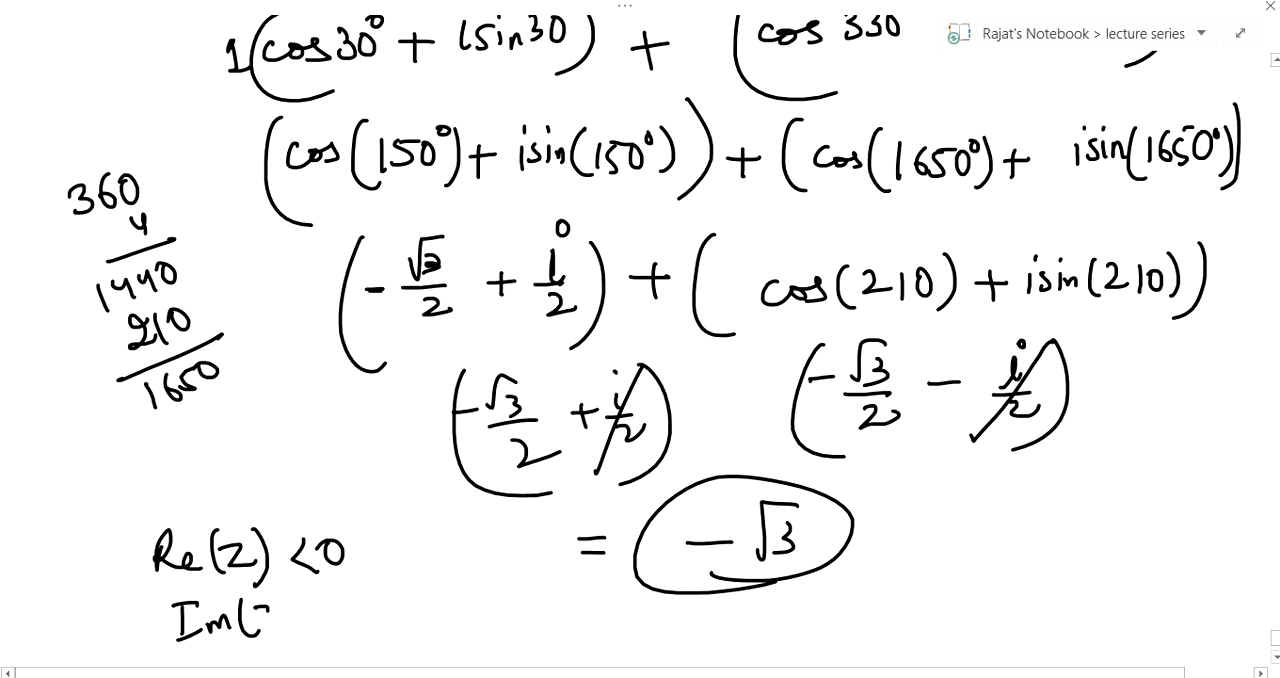 Rajat's Notebook > lecture series
1(cos30° + isin30) + (cos 330
(cos(150°) + isin(150°)) + (cos(1650°) + isin(1650°))
360
4
1440
210
1650
(-√3/2 + i/2) + (cos(210) + isin(210))
(-√3/2 + i/2) (-√3/2 - i/2)
= -√3
Re(z) <0
Im(